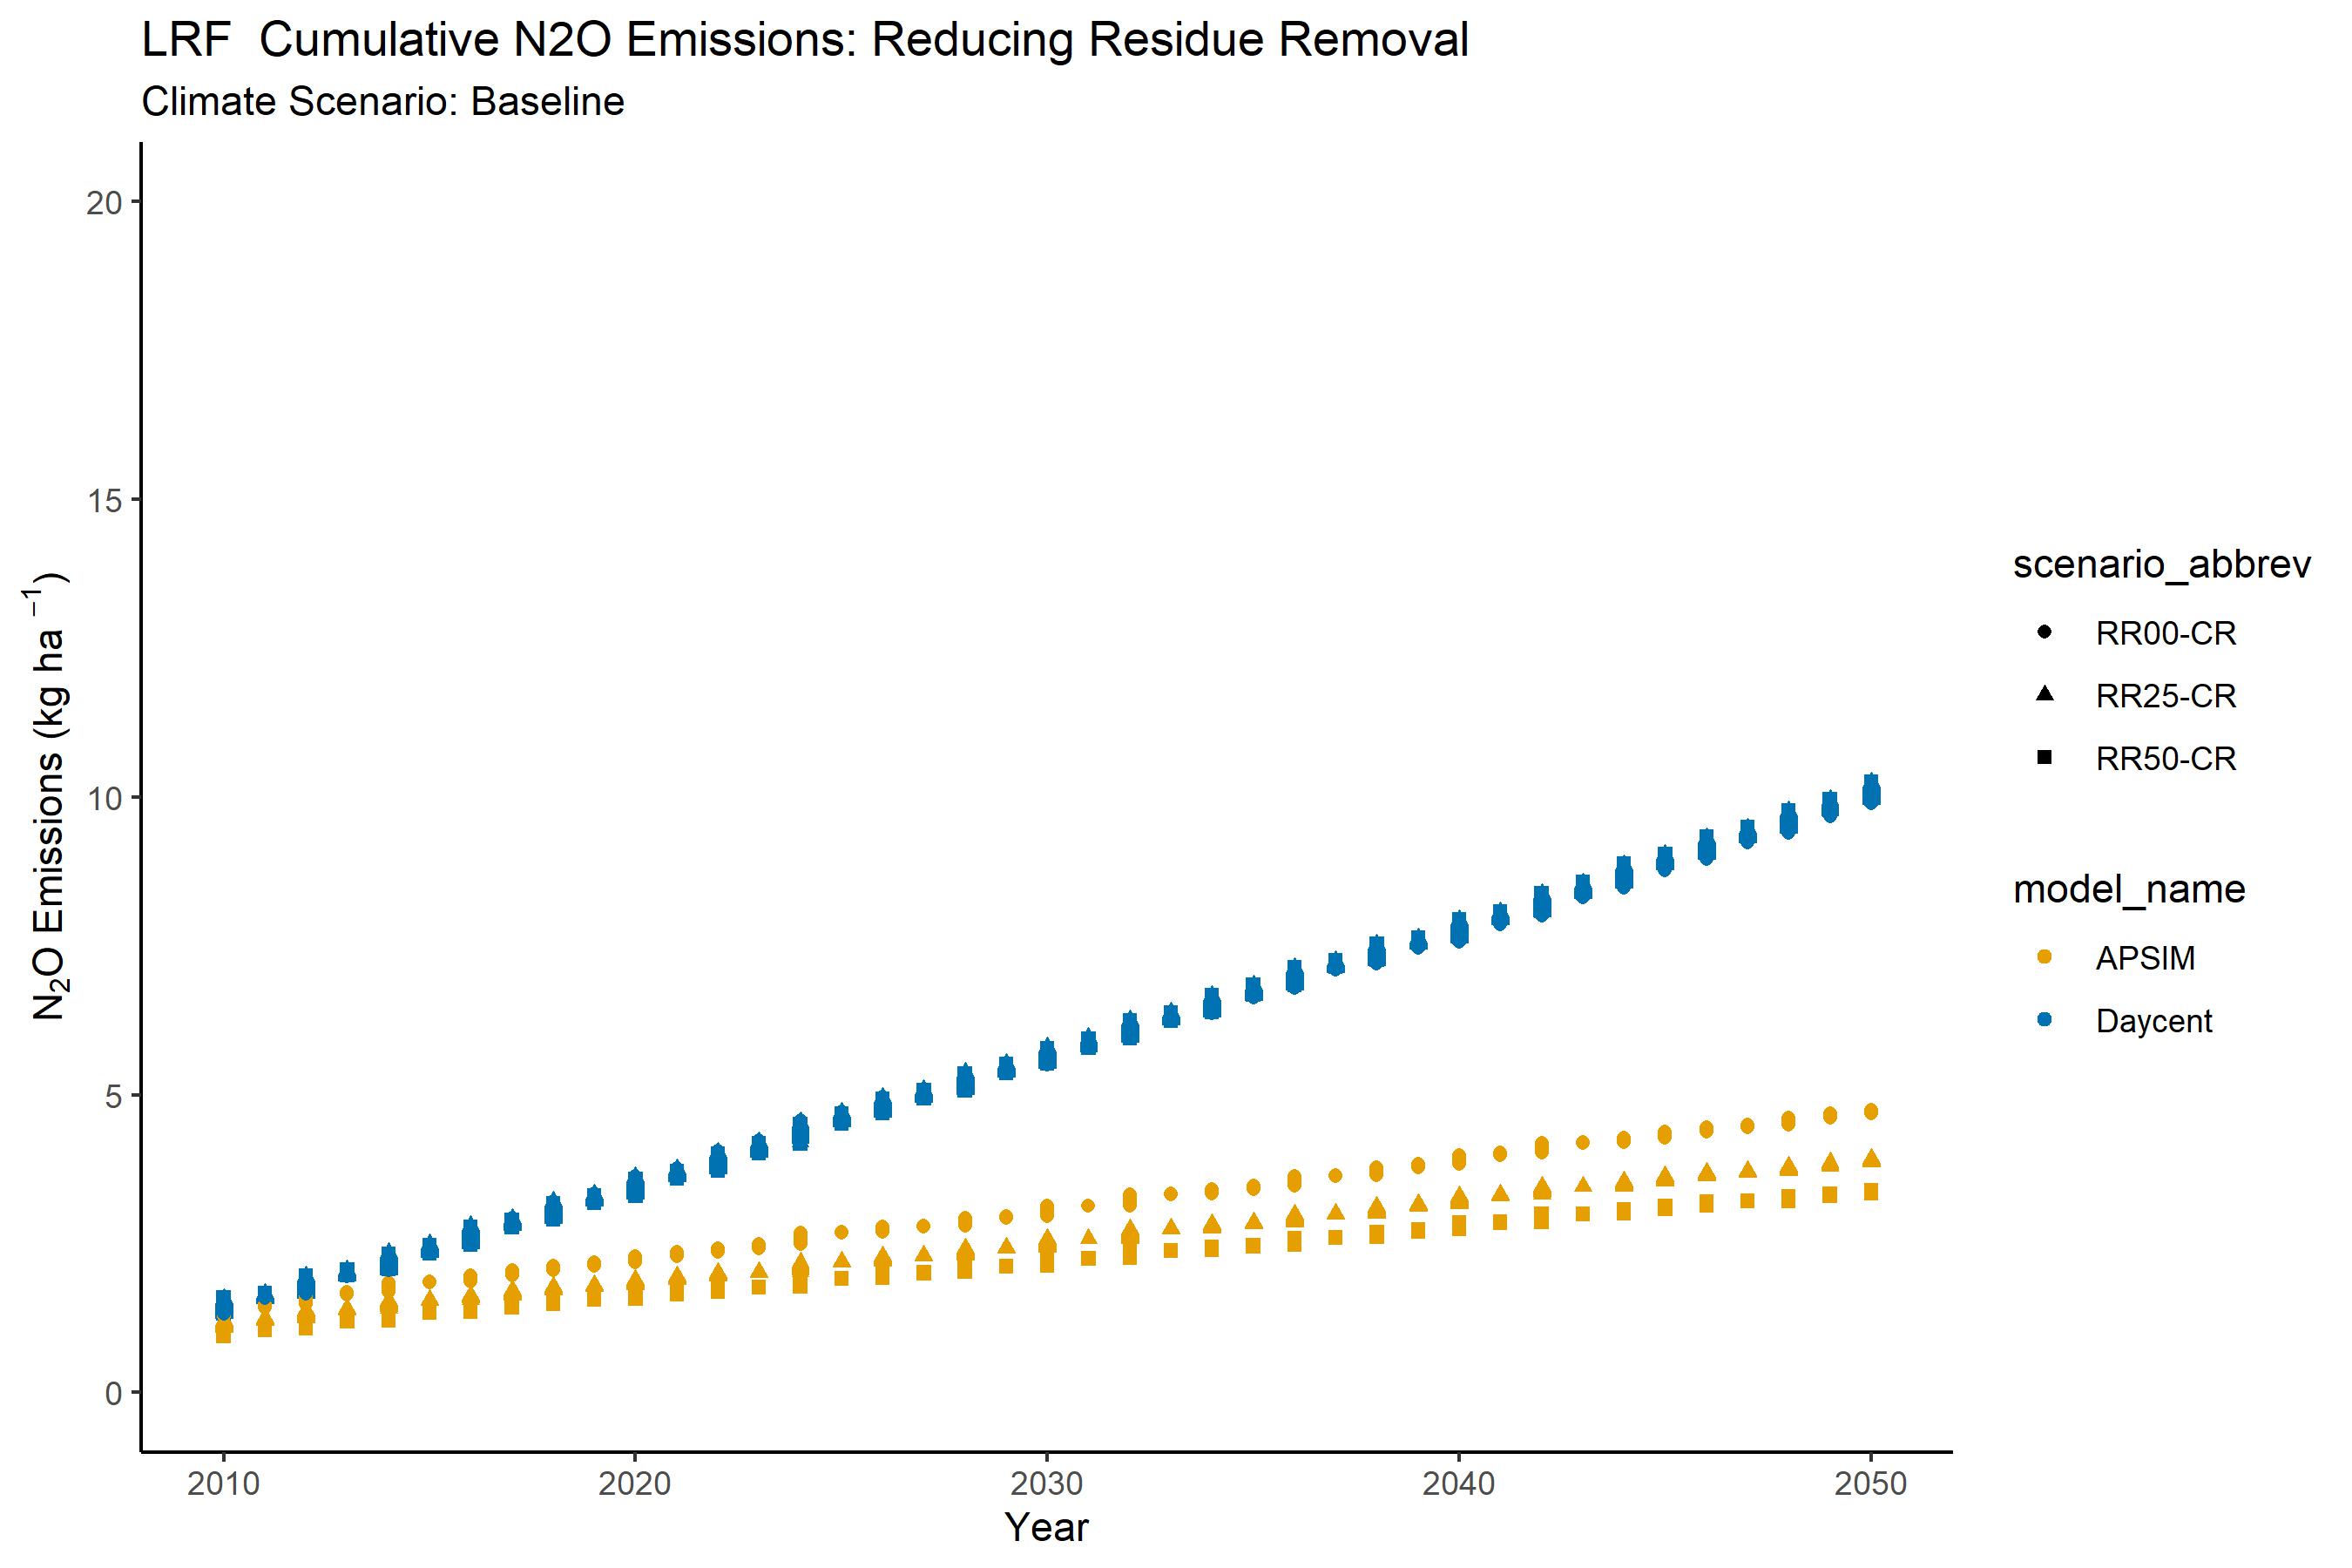 LRF  Cumulative N2O Emissions: Reducing Residue Removal
Climate Scenario: Baseline
20
15
10
5
0
N₂O Emissions (kg ha ⁻¹)
2010
2020
2030
2040
2050
Year
scenario_abbrev
RR00-CR
RR25-CR
RR50-CR
model_name
APSIM
Daycent